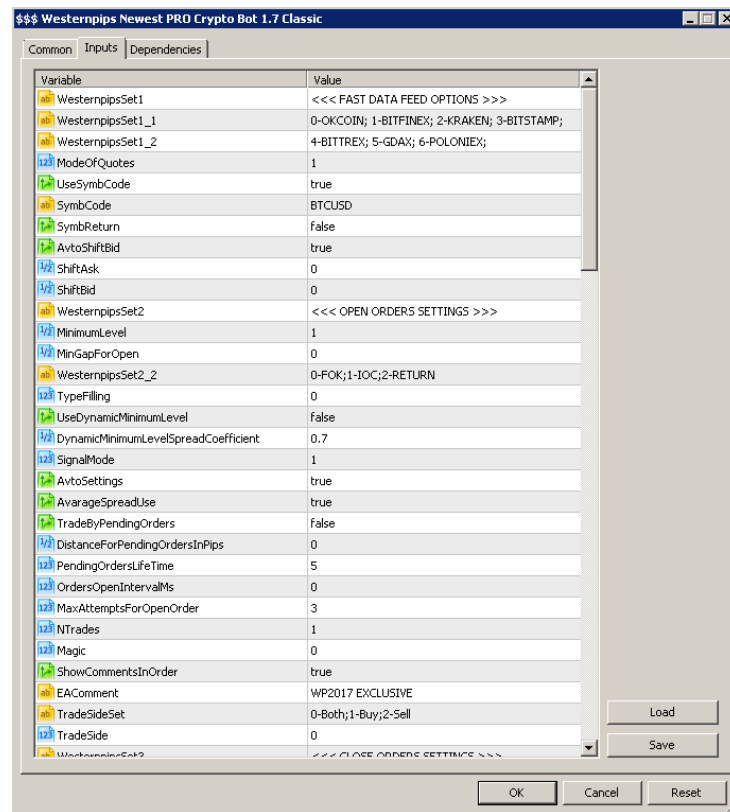 $$$ Westernpips Newest PRO Crypto Bot 1.7 Classic
Common Inputs Dependencies
Variable Value
WesternpipsSet1 <<< FAST DATA FEED OPTIONS >>>
WesternpipsSet1_1 0-OKCOIN; 1-BITFINEX; 2-KRAKEN; 3-BITSTAMP;
WesternpipsSet1_2 4-BITTREX; 5-GDAX; 6-POLONIEX;
ModeOfQuotes 1
UseSymbCode true
SymbCode BTCUSD
SymbReturn false
AvtoShiftBid true
ShiftAsk 0
ShiftBid 0
WesternpipsSet2 <<< OPEN ORDERS SETTINGS >>>
MinimumLevel 1
MinGapForOpen 0
WesternpipsSet2_2 0-FOK;1-IOC;2-RETURN
TypeFilling 0
UseDynamicMinimumLevel false
DynamicMinimumLevelSpreadCoefficient 0.7
SignalMode 1
AvtoSettings true
AvarageSpreadUse true
TradeByPendingOrders false
DistanceForPendingOrdersInPips 0
PendingOrdersLifeTime 5
OrdersOpenIntervalMs 0
MaxAttemptsForOpenOrder 3
NTrades 1
Magic 0
ShowCommentsInOrder true
EAComment WP2017 EXCLUSIVE
TradeSideSet 0-Both;1-Buy;2-Sell
TradeSide 0
WesternpipsSet3 <<< CLOSE ORDERS SETTINGS >>>
Load
Save
OK Cancel Reset